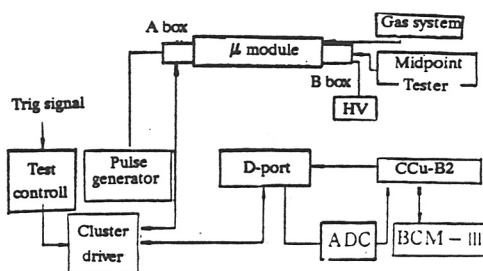 A box
μ module
Gas system
Midpoint
Tester
B box
HV
Trig signal
Test
controll
Pulse
generator
D-port
CCu-B2
Cluster
driver
ADC
BCM-III